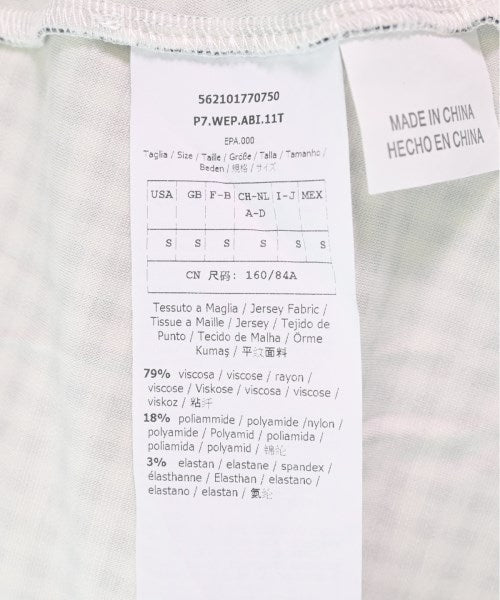 562101770750
P7.WEP.ABI.11T
EPA.000
Taglia / Size / Taille / Größe / Talla / Tamanho /
Beden / 規格 / サイズ
USA GB F-B CH-NL I-J MEX
A-D
S S S S S S
CN 尺码: 160/84A
Tessuto a Maglia / Jersey Fabric /
Tissue a Maille / Jersey / Tejido de
Punto / Tecido de Malha / Örme
Kumaş / 平纹面料
79% viscosa / viscose / rayon /
viscose / Viskose / viscosa / viscose /
viskoz / 粘纤
18% poliammide / polyamide /nylon /
polyamide / Polyamid / poliamida /
poliamida / polyamid / 锦纶
3% elastan / elastane / spandex /
élasthanne / Elasthan / elastano /
elastano / elastan / 氨纶
MADE IN CHINA
HECHO EN CHINA